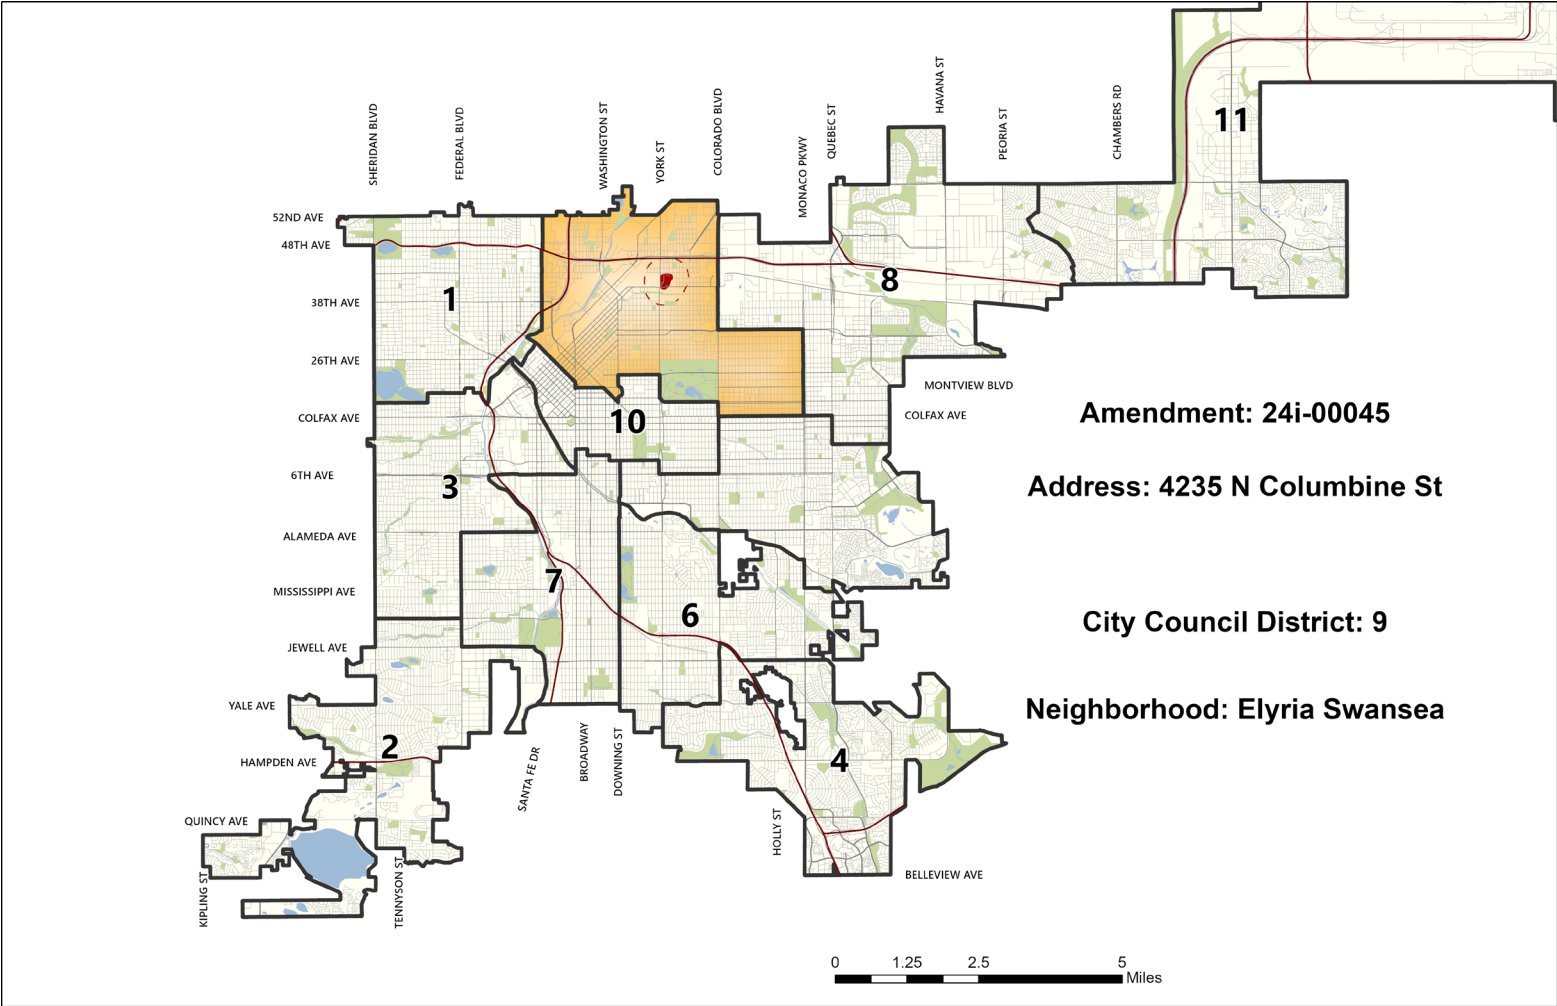 SHERIDAN BLVD
FEDERAL BLVD
WASHINGTON ST
YORK ST
COLORADO BLVD
MONACO PKWY
QUEBEC ST
HAVANA ST
PEORIA ST
CHAMBERS RD
11
52ND AVE
48TH AVE
8
1
38TH AVE
26TH AVE
MONTVIEW BLVD
COLFAX AVE
COLFAX AVE
10
Amendment: 24i-00045
6TH AVE
3
Address: 4235 N Columbine St
ALAMEDA AVE
7
MISSISSIPPI AVE
6
City Council District: 9
JEWELL AVE
YALE AVE
Neighborhood: Elyria Swansea
2
HAMPDEN AVE
4
SANTA FE DR
BROADWAY
DOWNING ST
QUINCY AVE
HOLLY ST
KIPLING ST
TENNYSON ST
BELLEVIEW AVE
0 1.25 2.5 5
Miles